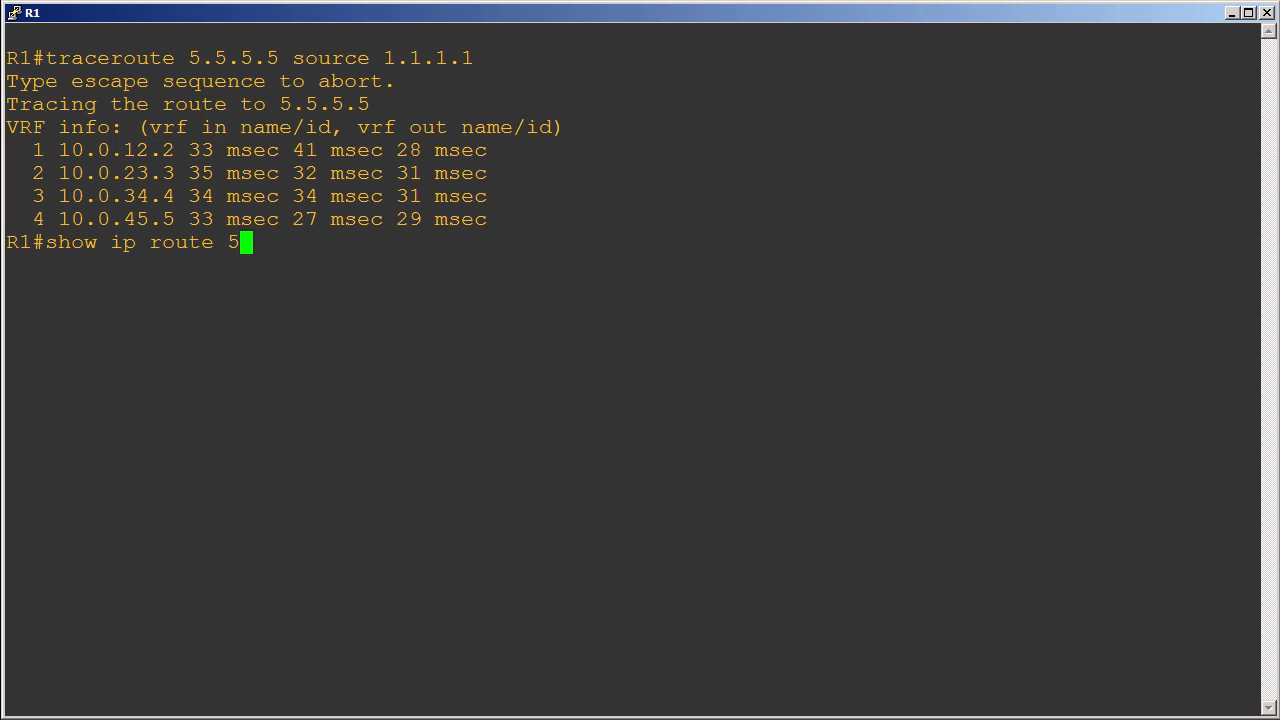 R1
R1#traceroute 5.5.5.5 source 1.1.1.1
Type escape sequence to abort.
Tracing the route to 5.5.5.5
VRF info: (vrf in name/id, vrf out name/id)
  1 10.0.12.2 33 msec 41 msec 28 msec
  2 10.0.23.3 35 msec 32 msec 31 msec
  3 10.0.34.4 34 msec 34 msec 31 msec
  4 10.0.45.5 33 msec 27 msec 29 msec
R1#show ip route 5